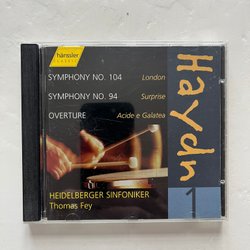 hänssler
CLASSIC
SYMPHONY NO. 104 London
SYMPHONY NO. 94 Surprise
OVERTURE Acide e Galatea
Haydn
1
HEIDELBERGER SINFONIKER
Thomas Fey